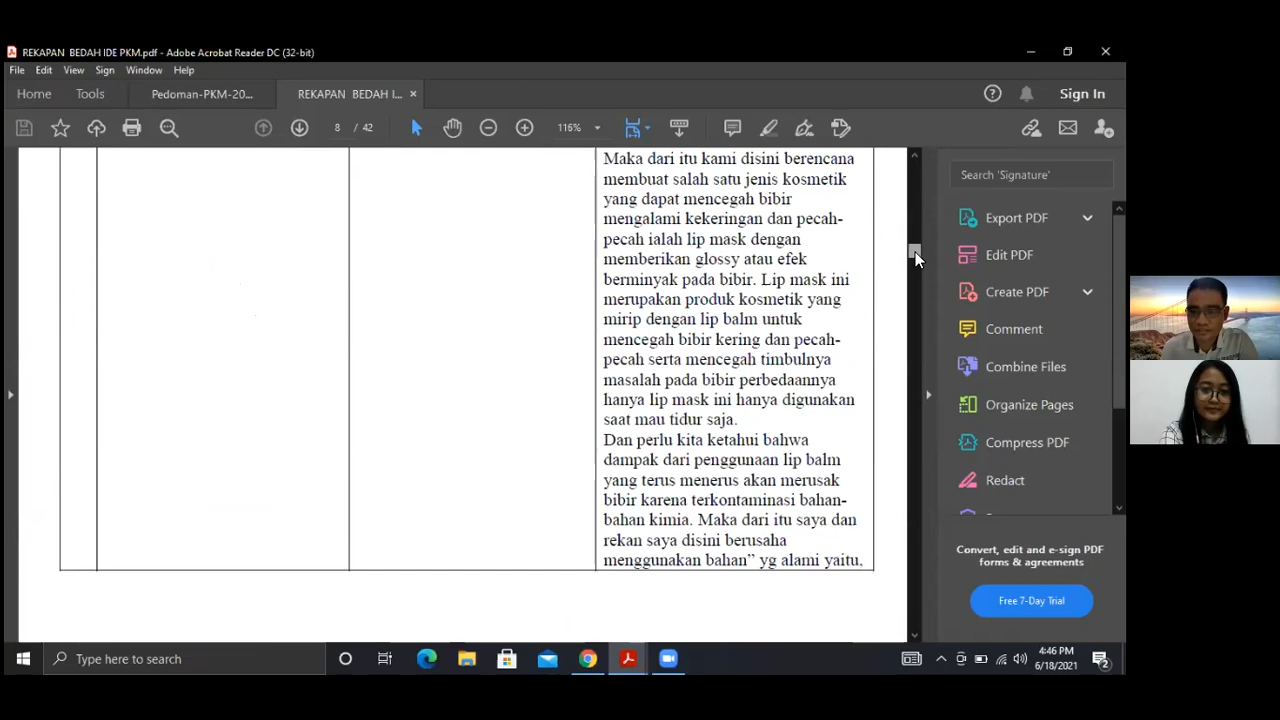 REKAPAN BEDAH IDE PKM.pdf - Adobe Acrobat Reader DC (32-bit)
File Edit View Sign Window Help
Home Tools Pedoman-PKM-20... REKAPAN BEDAH I... Sign In
8 / 42 116%
Maka dari itu kami disini berencana
membuat salah satu jenis kosmetik
yang dapat mencegah bibir
mengalami kekeringan dan pecah-
pecah ialah lip mask dengan
memberikan glossy atau efek
berminyak pada bibir. Lip mask ini
merupakan produk kosmetik yang
mirip dengan lip balm untuk
mencegah bibir kering dan pecah-
pecah serta mencegah timbulnya
masalah pada bibir perbedaannya
hanya lip mask ini hanya digunakan
saat mau tidur saja.
Dan perlu kita ketahui bahwa
dampak dari penggunaan lip balm
yang terus menerus akan merusak
bibir karena terkontaminasi bahan-
bahan kimia. Maka dari itu saya dan
rekan saya disini berusaha
menggunakan bahan” yg alami yaitu,
Search 'Signature'
Export PDF
Edit PDF
Create PDF
Comment
Combine Files
Organize Pages
Compress PDF
Redact
Convert, edit and e-sign PDF
forms & agreements
Free 7-Day Trial
Type here to search
4:46 PM
6/18/2021
2